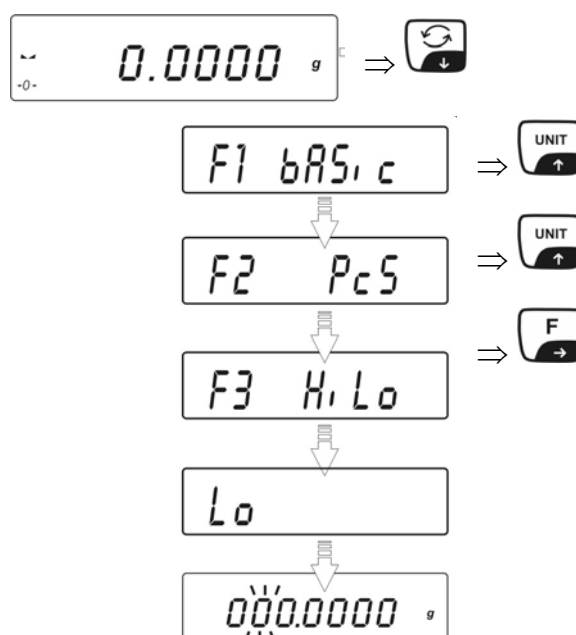 0.0000 g
-0-
F1 bASic
UNIT
F2 PcS
UNIT
F
F3 HiLo
Lo
000.0000 g